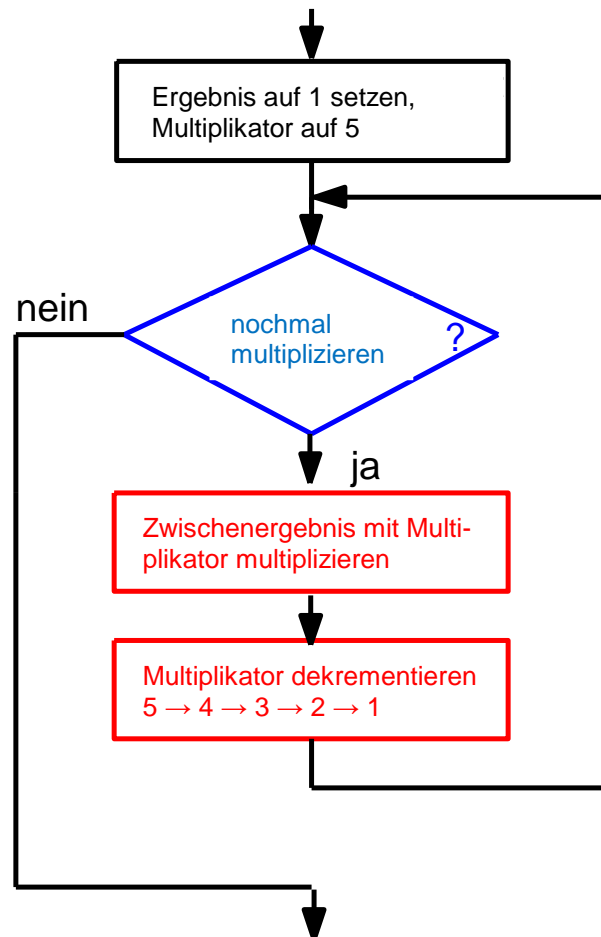 Ergebnis auf 1 setzen,
Multiplikator auf 5
nein
nochmal
multiplizieren
?
ja
Zwischenergebnis mit Multi-
plikator multiplizieren
Multiplikator dekrementieren
5 → 4 → 3 → 2 → 1